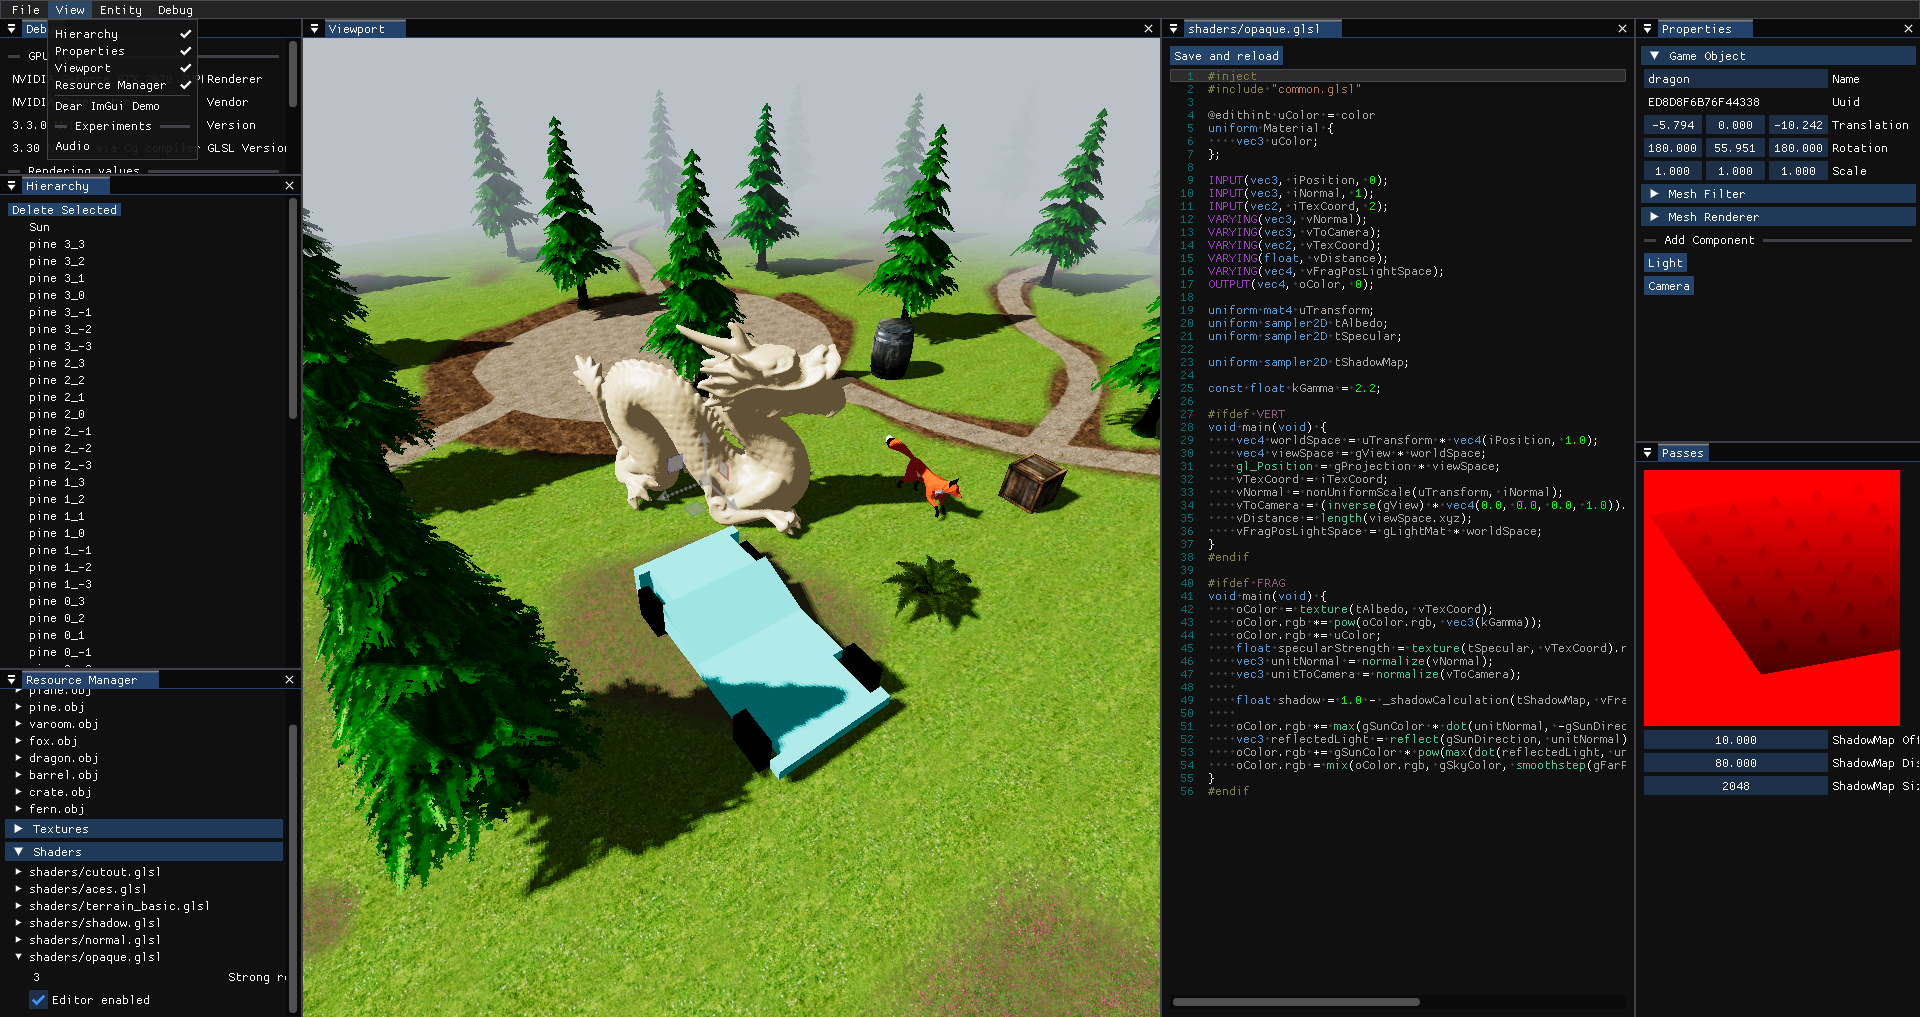 File View Entity Debug
Hierarchy
Properties
Viewport
Resource Manager
Dear ImGui Demo
Experiments
Audio
Deb
GPU
NVIDI Renderer
NVIDI Vendor
3.3.0 Version
3.30 via Cg compiler GLSL Version
Rendering values
Hierarchy
Delete Selected
Sun
pine 3_3
pine 3_2
pine 3_1
pine 3_0
pine 3_-1
pine 3_-2
pine 3_-3
pine 2_3
pine 2_2
pine 2_1
pine 2_0
pine 2_-1
pine 2_-2
pine 2_-3
pine 1_3
pine 1_2
pine 1_1
pine 1_0
pine 1_-1
pine 1_-2
pine 1_-3
pine 0_3
pine 0_2
pine 0_1
pine 0_-1
Resource Manager
plane.obj
pine.obj
varoom.obj
fox.obj
dragon.obj
barrel.obj
crate.obj
fern.obj
Textures
Shaders
shaders/cutout.glsl
shaders/aces.glsl
shaders/terrain_basic.glsl
shaders/shadow.glsl
shaders/normal.glsl
shaders/opaque.glsl
3 Strong r
Editor enabled
Viewport
shaders/opaque.glsl
Save and reload
1 #inject
2 #include "common.glsl"
3
4 @edithint uColor = color
5 uniform Material {
6 vec3 uColor;
7 };
8
9 INPUT(vec3, iPosition, 0);
10 INPUT(vec3, iNormal, 1);
11 INPUT(vec2, iTexCoord, 2);
12 VARYING(vec3, vNormal);
13 VARYING(vec3, vToCamera);
14 VARYING(vec2, vTexCoord);
15 VARYING(float, vDistance);
16 VARYING(vec4, vFragPosLightSpace);
17 OUTPUT(vec4, oColor, 0);
18
19 uniform mat4 uTransform;
20 uniform sampler2D tAlbedo;
21 uniform sampler2D tSpecular;
22
23 uniform sampler2D tShadowMap;
24
25 const float kGamma = 2.2;
26
27 #ifdef VERT
28 void main(void) {
29 vec4 worldSpace = uTransform * vec4(iPosition, 1.0);
30 vec4 viewSpace = gView * worldSpace;
31 gl_Position = gProjection * viewSpace;
32 vTexCoord = iTexCoord;
33 vNormal = nonUniformScale(uTransform, iNormal);
34 vToCamera = (inverse(gView) * vec4(0.0, 0.0, 0.0, 1.0)).
35 vDistance = length(viewSpace.xyz);
36 vFragPosLightSpace = gLightMat * worldSpace;
37 }
38 #endif
39
40 #ifdef FRAG
41 void main(void) {
42 oColor = texture(tAlbedo, vTexCoord);
43 oColor.rgb = pow(oColor.rgb, vec3(kGamma));
44 oColor.rgb *= uColor;
45 float specularStrength = texture(tSpecular, vTexCoord).r
46 vec3 unitNormal = normalize(vNormal);
47 vec3 unitToCamera = normalize(vToCamera);
48
49 float shadow = 1.0 - _shadowCalculation(tShadowMap, vFra
50
51 oColor.rgb *= max(gSunColor * dot(unitNormal, -gSunDirec
52 vec3 reflectedLight = reflect(gSunDirection, unitNormal)
53 oColor.rgb += gSunColor * pow(max(dot(reflectedLight, un
54 oColor.rgb = mix(oColor.rgb, gSkyColor, smoothstep(gFarF
55 }
56 #endif
Properties
Game Object
dragon Name
ED8D8F6B76F44338 Uuid
-5.794 0.000 -10.242 Translation
180.000 55.951 180.000 Rotation
1.000 1.000 1.000 Scale
Mesh Filter
Mesh Renderer
Add Component
Light
Camera
Passes
10.000 ShadowMap Of
80.000 ShadowMap Dis
2048 ShadowMap Siz